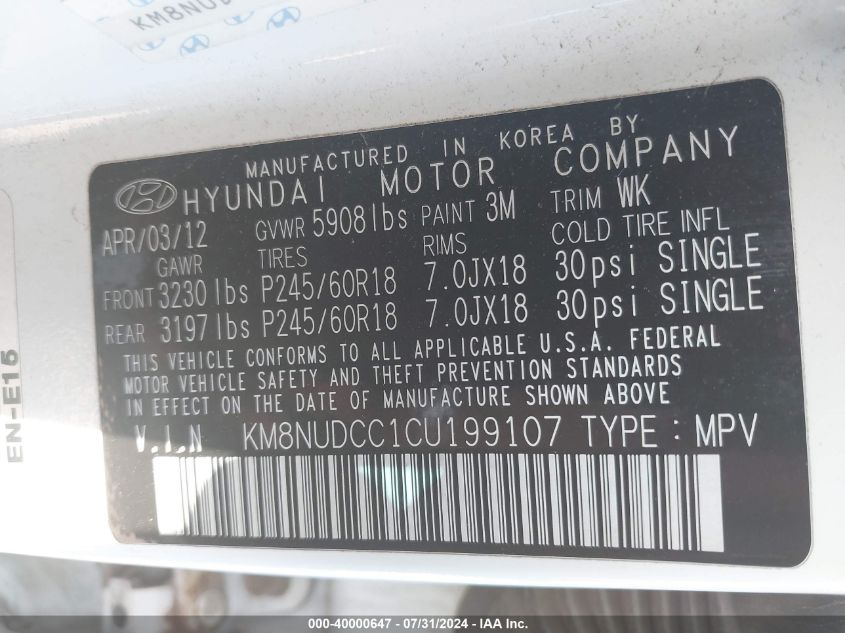 KM8NUD
MANUFACTURED IN KOREA BY
HYUNDAI MOTOR COMPANY
APR/03/12 GVWR 5908lbs PAINT 3M TRIM WK
GAWR TIRES RIMS COLD TIRE INFL
FRONT 3230lbs P245/60R18 7.0JX18 30psi SINGLE
REAR 3197lbs P245/60R18 7.0JX18 30psi SINGLE
THIS VEHICLE CONFORMS TO ALL APPLICABLE U.S.A. FEDERAL
MOTOR VEHICLE SAFETY AND THEFT PREVENTION STANDARDS
IN EFFECT ON THE DATE OF MANUFACTURE SHOWN ABOVE
V.I.N KM8NUDCC1CU199107 TYPE : MPV
EN-E15
000-40000647 - 07/31/2024 - IAA Inc.